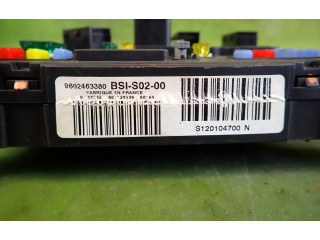 9662463380 BSI-S02-00
FABRIQUE EN FRANCE
S120104700 N